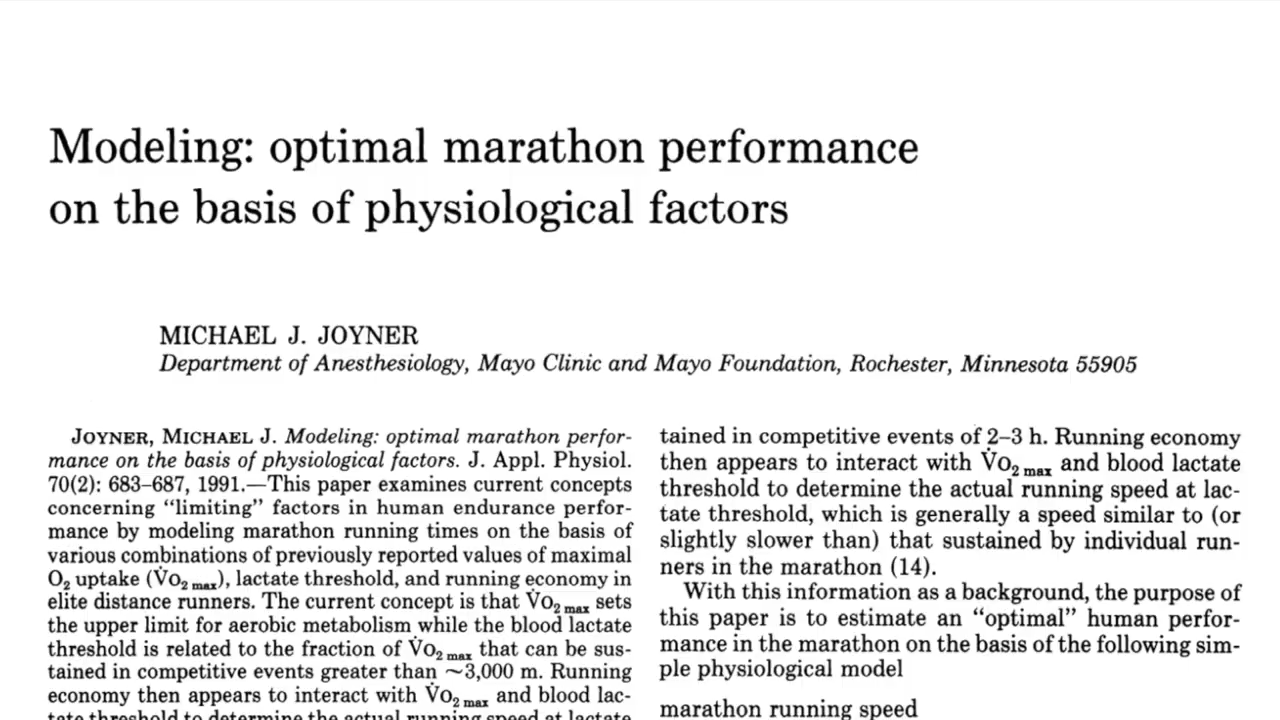 Modeling: optimal marathon performance
on the basis of physiological factors
MICHAEL J. JOYNER
Department of Anesthesiology, Mayo Clinic and Mayo Foundation, Rochester, Minnesota 55905
JOYNER, MICHAEL J. Modeling: optimal marathon perfor-
mance on the basis of physiological factors. J. Appl. Physiol.
70(2): 683–687, 1991.—This paper examines current concepts
concerning “limiting” factors in human endurance perfor-
mance by modeling marathon running times on the basis of
various combinations of previously reported values of maximal
O₂ uptake (V̇O₂ max), lactate threshold, and running economy in
elite distance runners. The current concept is that V̇O₂ max sets
the upper limit for aerobic metabolism while the blood lactate
threshold is related to the fraction of V̇O₂ max that can be sus-
tained in competitive events greater than ~3,000 m. Running
economy then appears to interact with V̇O₂ max and blood lac-
tate threshold to determine the actual running speed at lactate
tained in competitive events of 2–3 h. Running economy
then appears to interact with V̇O₂ max and blood lactate
threshold to determine the actual running speed at lac-
tate threshold, which is generally a speed similar to (or
slightly slower than) that sustained by individual run-
ners in the marathon (14).
With this information as a background, the purpose of
this paper is to estimate an “optimal” human perfor-
mance in the marathon on the basis of the following sim-
ple physiological model
marathon running speed